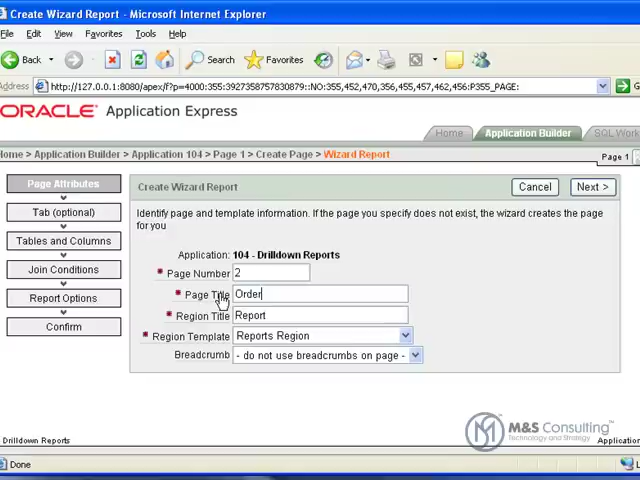 Create Wizard Report - Microsoft Internet Explorer
File Edit View Favorites Tools Help
Back Search Favorites
Address http://127.0.0.1:8080/apex/f?p=4000:355:3927358757930879::NO:355,452,470,356,455,457,462,456:P355_PAGE: G
ORACLE Application Express
Home Application Builder SQL Work
Home > Application Builder > Application 104 > Page 1 > Create Page > Wizard Report Page 1
Page Attributes
Tab (optional)
Tables and Columns
Join Conditions
Report Options
Confirm
Create Wizard Report Cancel Next >
Identify page and template information. If the page you specify does not exist, the wizard creates the page
for you
Application: 104 - Drilldown Reports
* Page Number 2
* Page Title Order
* Region Title Report
* Region Template Reports Region
Breadcrumb - do not use breadcrumbs on page -
M&S Consulting™
Technology and Strategy
Drilldown Reports Application
Done L